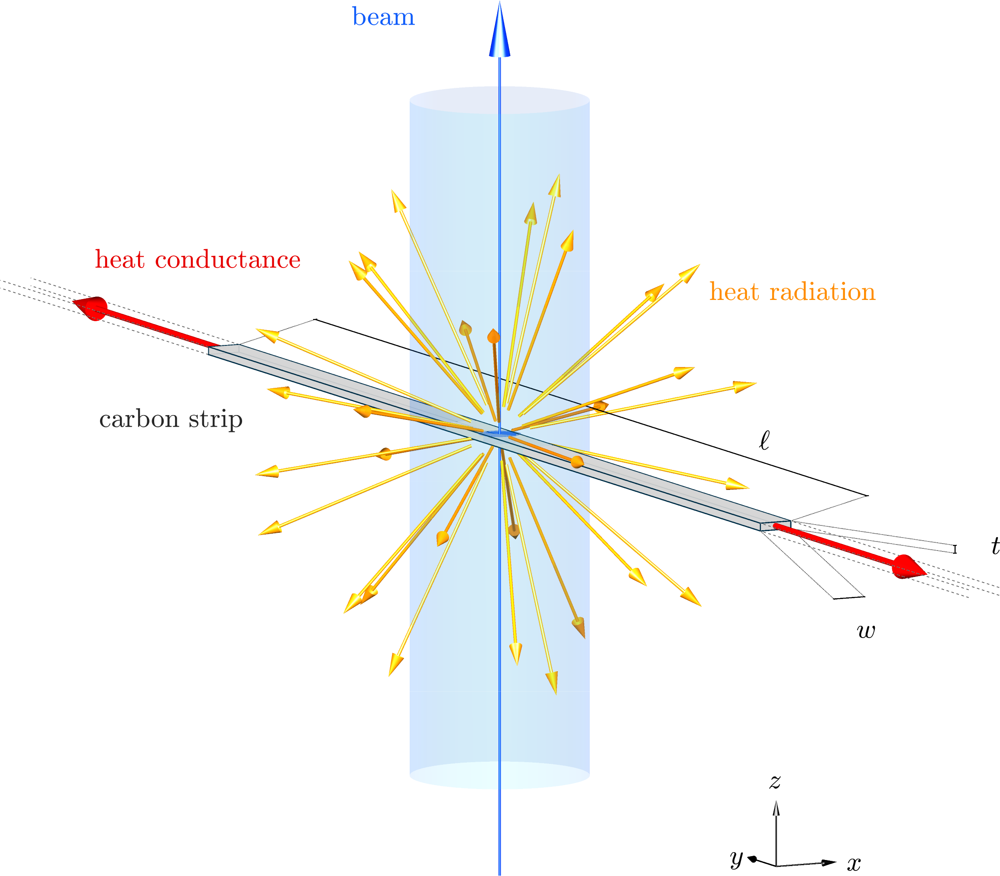 beam
heat conductance
heat radiation
carbon strip
ℓ
t
w
z
y
x